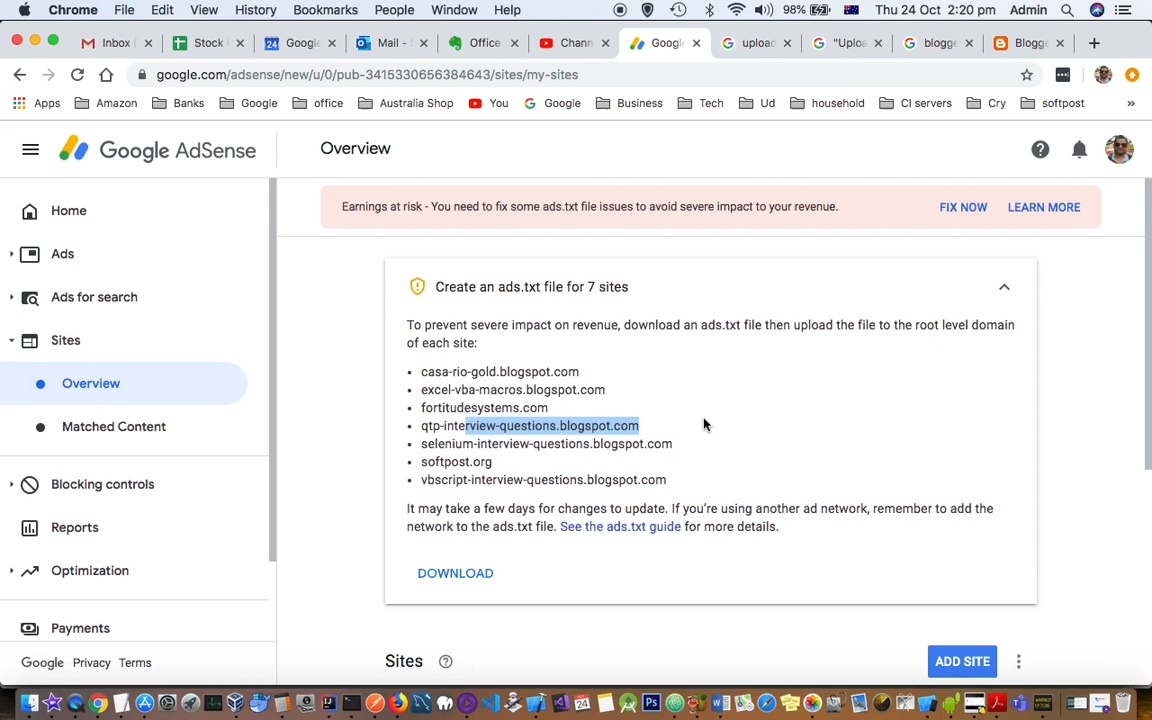 Chrome File Edit View History Bookmarks People Window Help 98% Thu 24 Oct 2:20 pm Admin
Inbox ( Stock Google Mail - Office Chann Google upload "Uploa blogge Blogge
google.com/adsense/new/u/0/pub-3415330656384643/sites/my-sites
Apps Amazon Banks Google office Australia Shop You Google Business Tech Ud household CI servers Cry softpost »
Google AdSense Overview
Home
Ads
Ads for search
Sites
Overview
Matched Content
Blocking controls
Reports
Optimization
Payments
Google Privacy Terms
Earnings at risk - You need to fix some ads.txt file issues to avoid severe impact to your revenue. FIX NOW LEARN MORE
Create an ads.txt file for 7 sites
To prevent severe impact on revenue, download an ads.txt file then upload the file to the root level domain
of each site:
• casa-rio-gold.blogspot.com
• excel-vba-macros.blogspot.com
• fortitudesystems.com
• qtp-interview-questions.blogspot.com
• selenium-interview-questions.blogspot.com
• softpost.org
• vbscript-interview-questions.blogspot.com
It may take a few days for changes to update. If you're using another ad network, remember to add the
network to the ads.txt file. See the ads.txt guide for more details.
DOWNLOAD
Sites ADD SITE